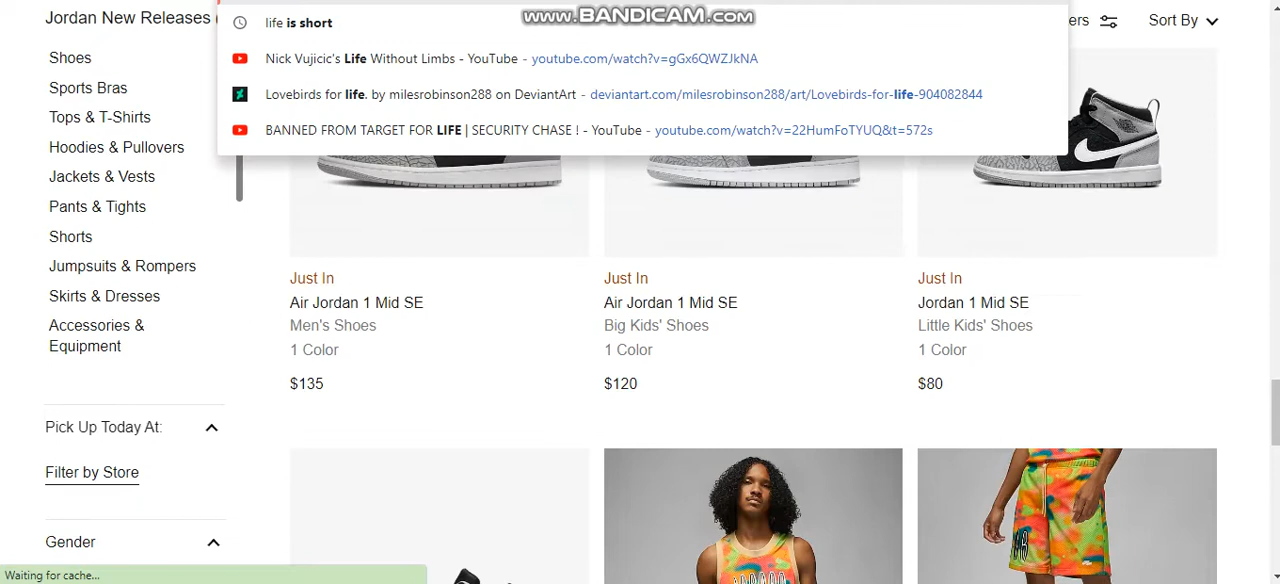 www.BANDICAM.com
Jordan New Releases
ers
Sort By
life is short
Nick Vujicic's Life Without Limbs - YouTube - youtube.com/watch?v=gGx6QWZJkNA
Lovebirds for life. by milesrobinson288 on DeviantArt - deviantart.com/milesrobinson288/art/Lovebirds-for-life-904082844
BANNED FROM TARGET FOR LIFE | SECURITY CHASE ! - YouTube - youtube.com/watch?v=22HumFoTYUQ&t=572s
Shoes
Sports Bras
Tops & T-Shirts
Hoodies & Pullovers
Jackets & Vests
Pants & Tights
Shorts
Jumpsuits & Rompers
Skirts & Dresses
Accessories &
Equipment
Pick Up Today At:
Filter by Store
Gender
Just In
Air Jordan 1 Mid SE
Men's Shoes
1 Color
$135
Just In
Air Jordan 1 Mid SE
Big Kids' Shoes
1 Color
$120
Just In
Jordan 1 Mid SE
Little Kids' Shoes
1 Color
$80
JORDAN
Waiting for cache...